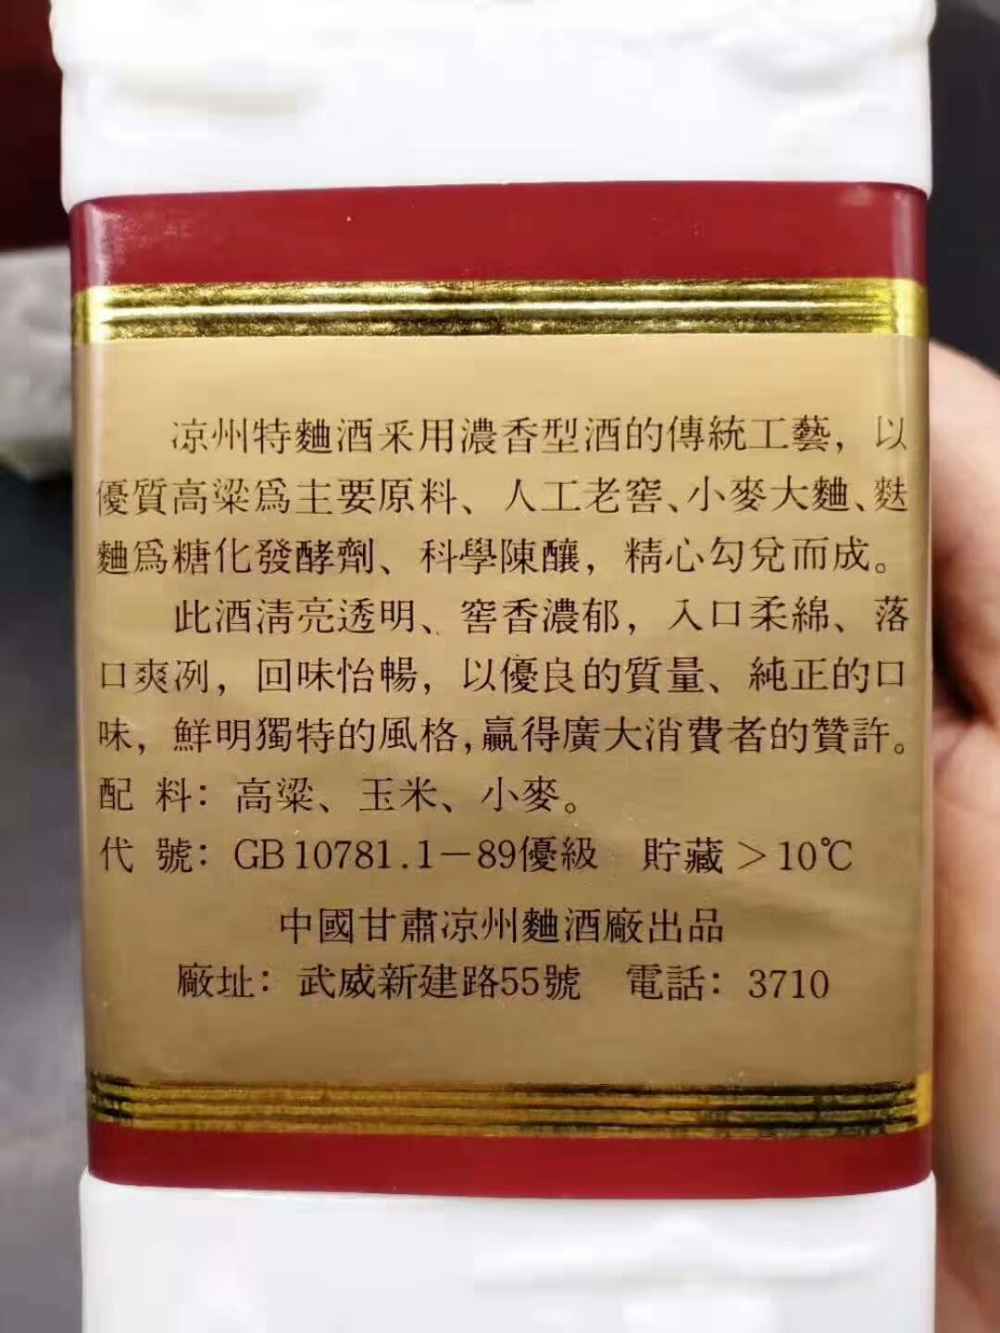 凉州特麯酒采用濃香型酒的傳統工藝，以
優質高粱爲主要原料、人工老窖、小麥大麯、麩
麯爲糖化發酵劑、科學陳釀，精心勾兌而成。
此酒淸亮透明、窖香濃郁，入口柔綿、落
口爽冽，回味怡暢，以優良的質量、純正的口
味，鮮明獨特的風格，贏得廣大消費者的贊許。
配 料：高粱、玉米、小麥。
代 號：GB10781.1－89優級 貯藏＞10℃
中國甘肅凉州麯酒廠出品
廠址：武威新建路55號 電話：3710